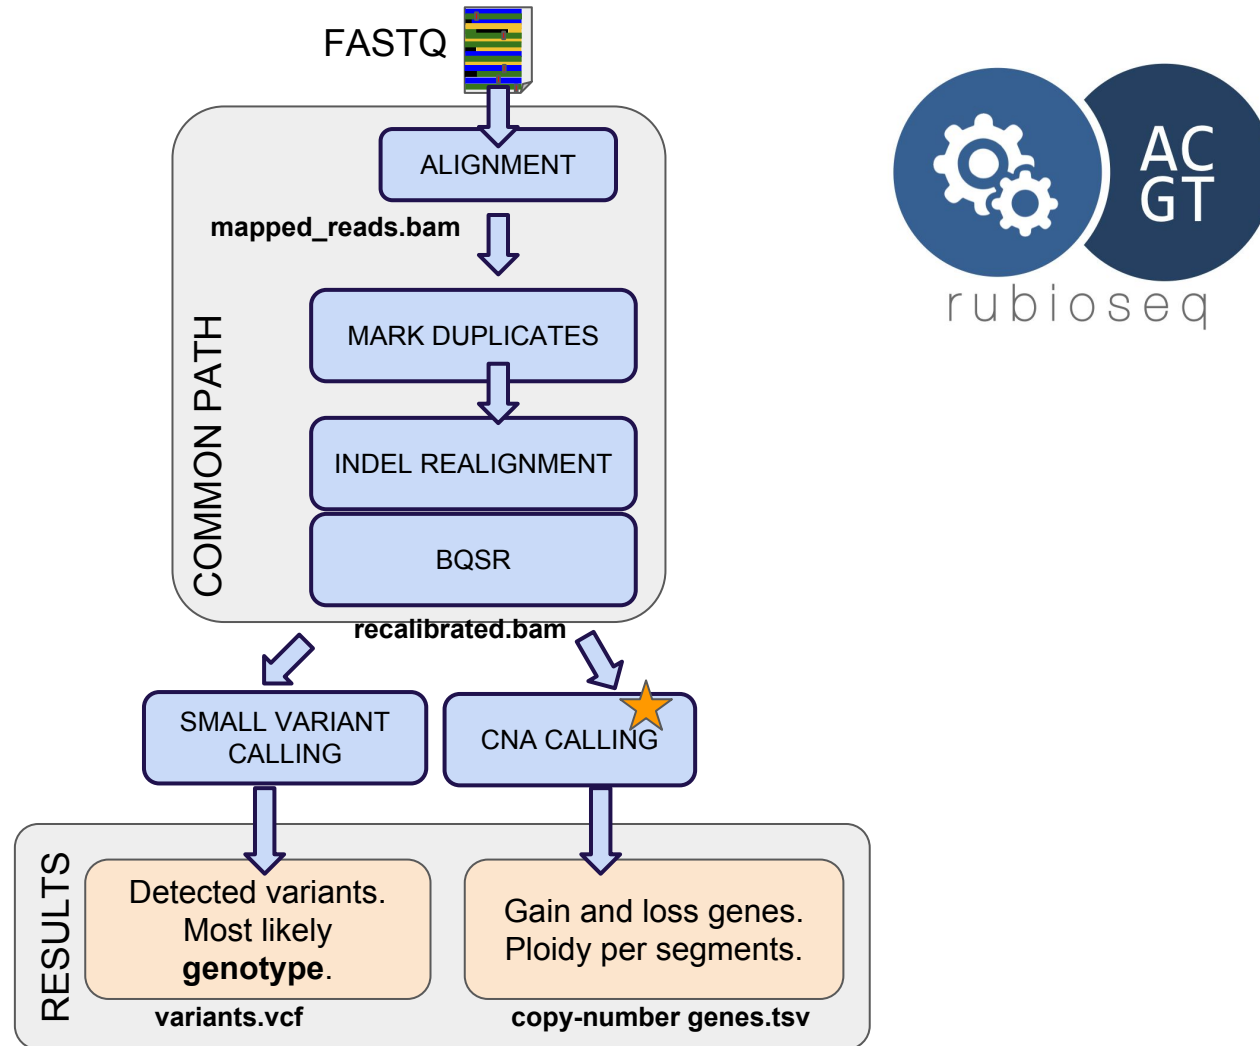 FASTQ
ALIGNMENT
mapped_reads.bam
MARK DUPLICATES
INDEL REALIGNMENT
BQSR
COMMON PATH
recalibrated.bam
SMALL VARIANT
CALLING
CNA CALLING
RESULTS
Detected variants.
Most likely
genotype.
variants.vcf
Gain and loss genes.
Ploidy per segments.
copy-number genes.tsv
AC
GT
rubioseq